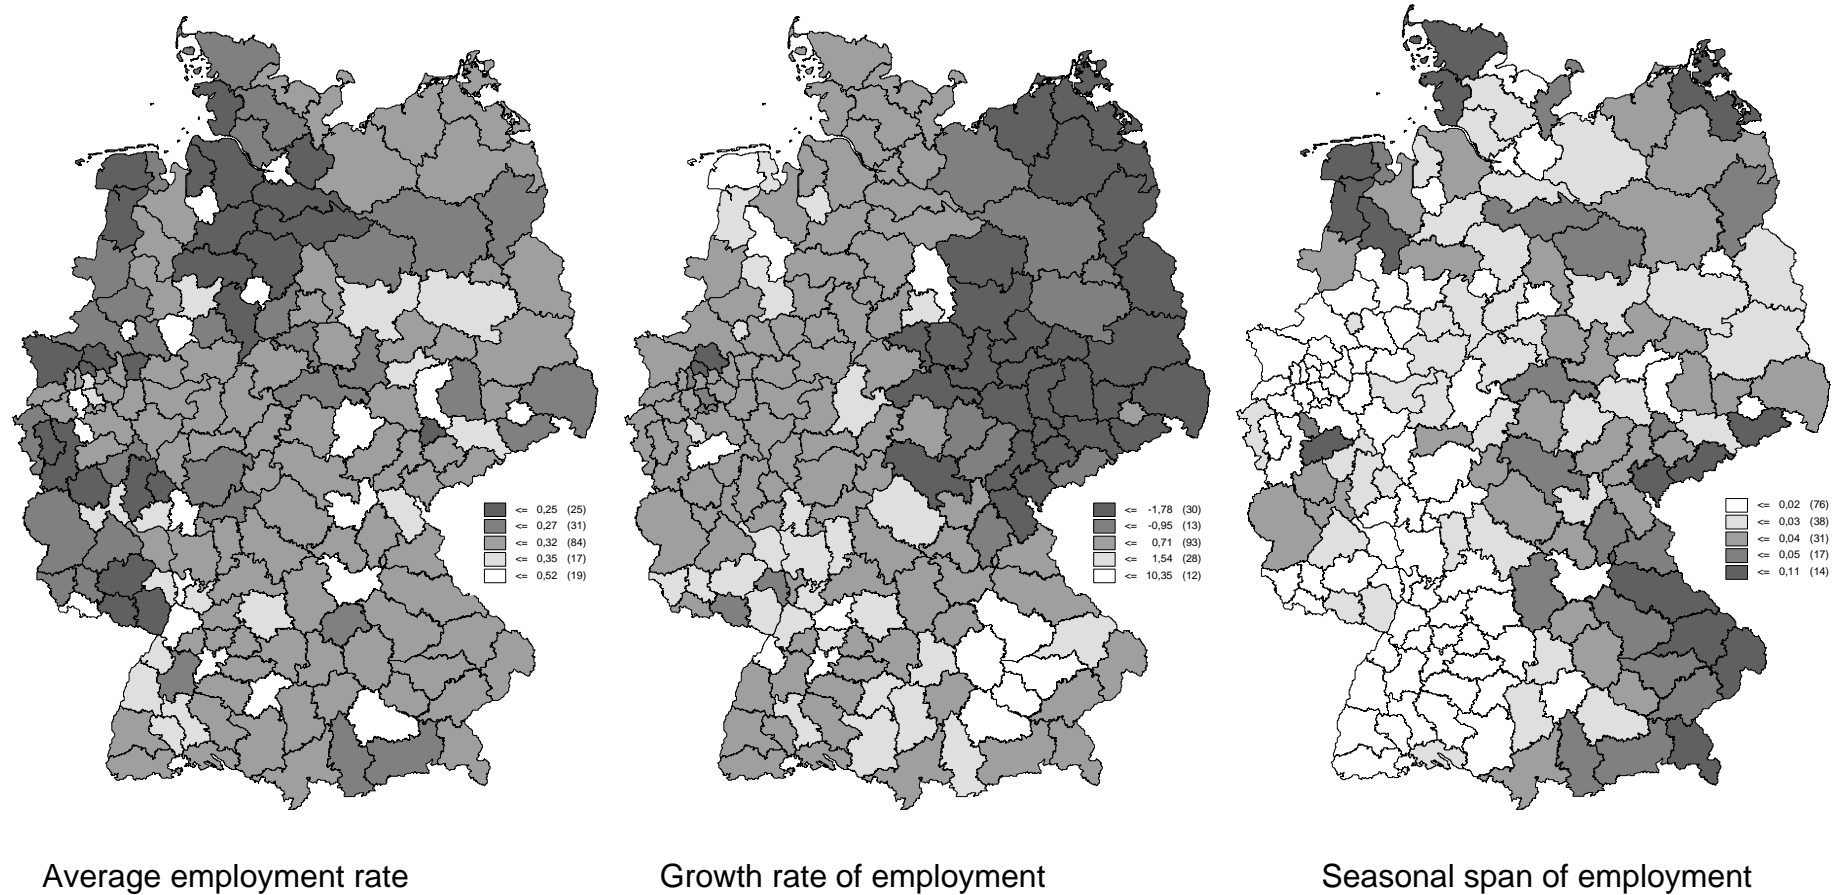 <= 0,25 (25)
<= 0,27 (31)
<= 0,32 (84)
<= 0,35 (17)
<= 0,52 (19)
<= -1,78 (30)
<= -0,95 (13)
<= 0,71 (93)
<= 1,54 (28)
<= 10,35 (12)
<= 0,02 (76)
<= 0,03 (38)
<= 0,04 (31)
<= 0,05 (17)
<= 0,11 (14)
Average employment rate
Growth rate of employment
Seasonal span of employment